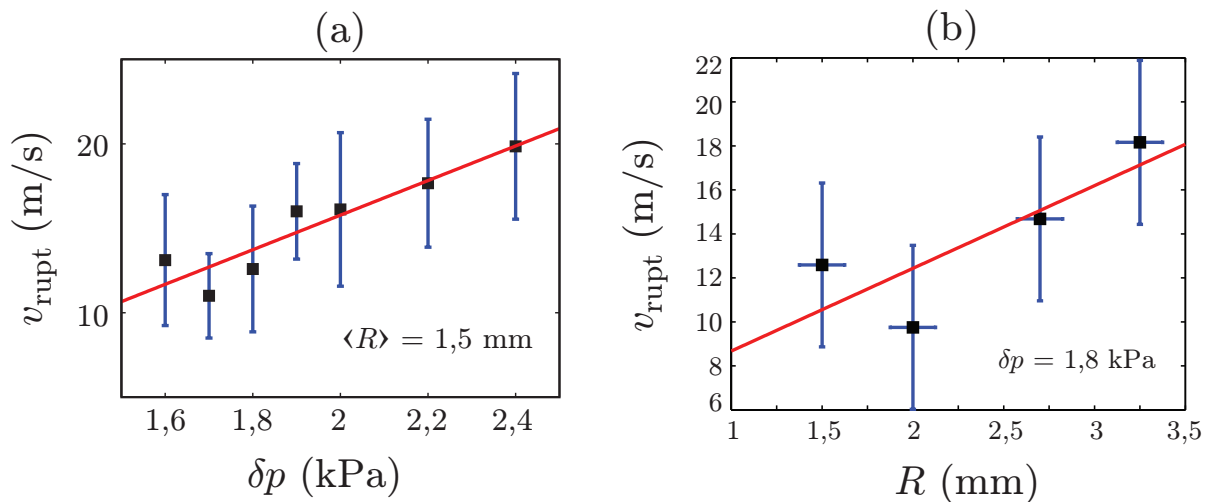 (a)
v_rupt (m/s)
20
10
⟨R⟩ = 1,5 mm
1,6 1,8 2 2,2 2,4
δp (kPa)
(b)
v_rupt (m/s)
22
20
18
16
14
12
10
8
6
δp = 1,8 kPa
1 1,5 2 2,5 3 3,5
R (mm)